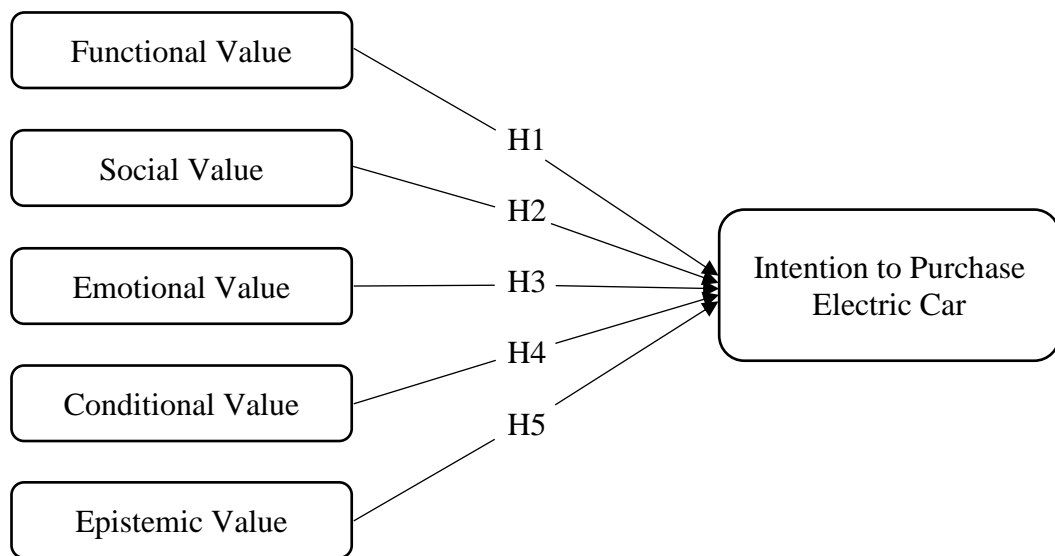 Functional Value
H1
Social Value
H2
Emotional Value
H3
Intention to Purchase
Electric Car
Conditional Value
H4
H5
Epistemic Value